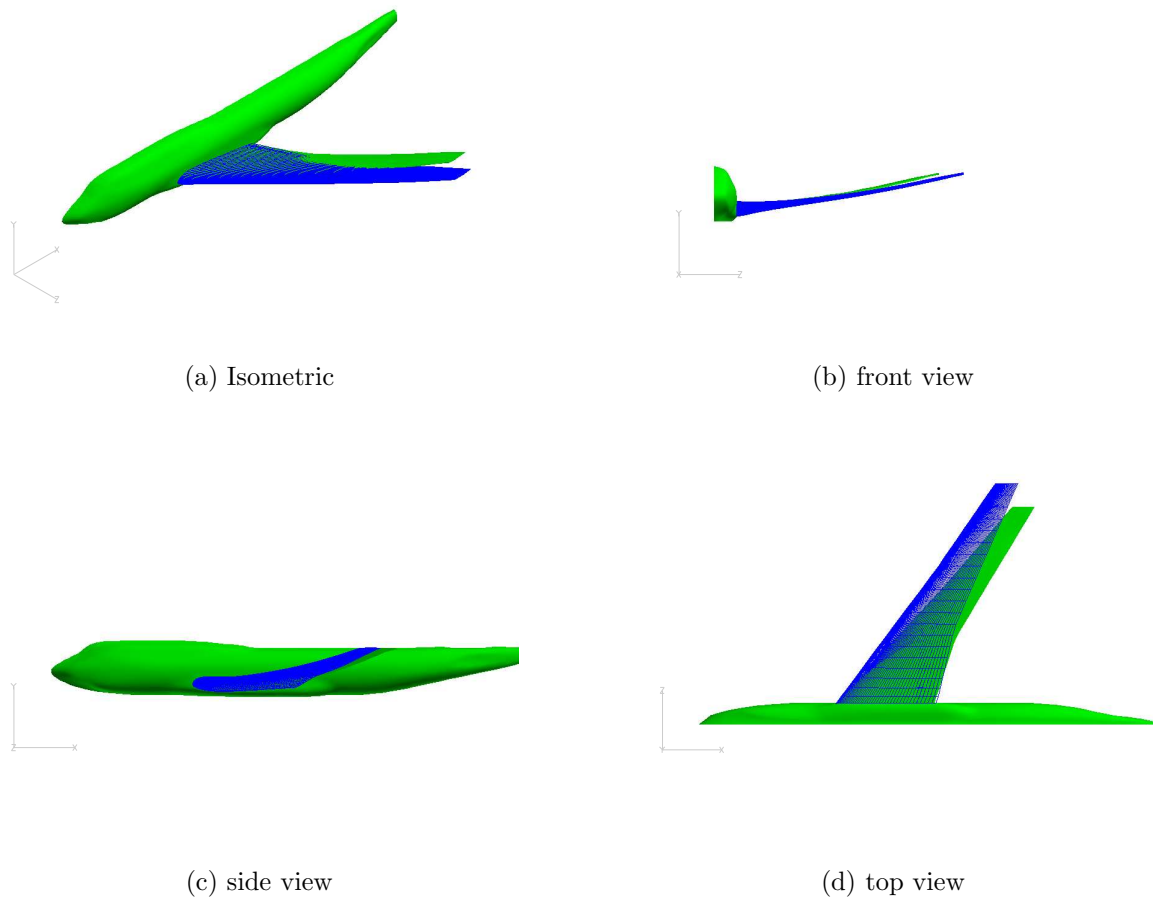 Y
X
Z
(a) Isometric
Y
X
Z
(b) front view
Y
Z
X
(c) side view
Z
Y
X
(d) top view